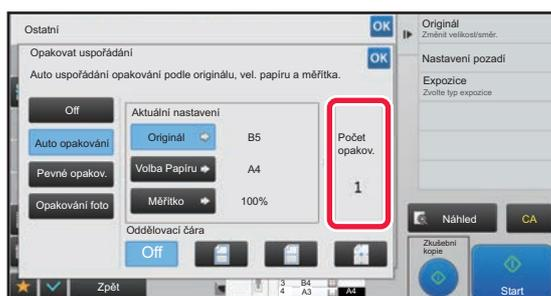 Ostatní
OK
Opakovat uspořádání
OK
Auto uspořádání opakování podle originálu, vel. papíru a měřítka.
Off
Auto opakování
Pevné opakov.
Opakování foto
Aktuální nastavení
Originál
B5
Volba Papíru
A4
Měřítko
100%
Počet
opakov.
1
Oddělovací čára
Off
Zpět
3 B4
4 A3
A4
Originál
Změnit velikost/směr.
Nastavení pozadí
Expozice
Zvolte typ expozice
Náhled
CA
Zkušební
kopie
Start